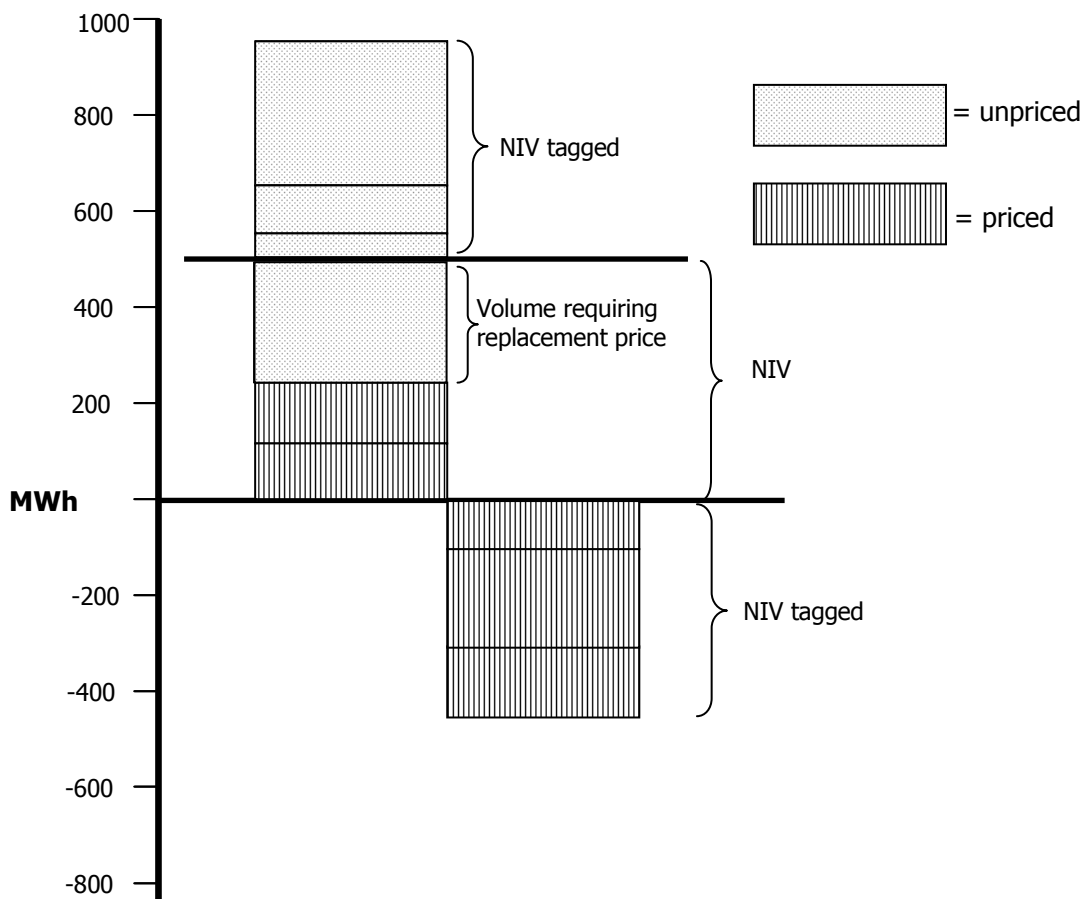 1000
800
= unpriced
NIV tagged
600
= priced
400
Volume requiring
replacement price
NIV
200
MWh
-200
NIV tagged
-400
-600
-800